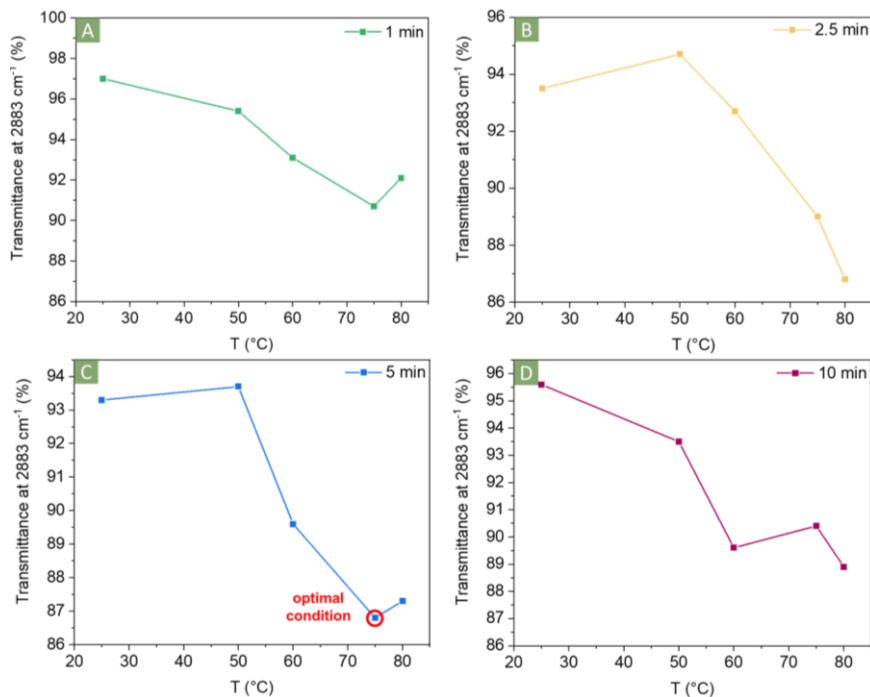 A
1 min
Transmittance at 2883 cm⁻¹ (%)
100
98
96
94
92
90
88
86
20 30 40 50 60 70 80
T (°C)
B
2.5 min
Transmittance at 2883 cm⁻¹ (%)
96
94
92
90
88
86
20 30 40 50 60 70 80
T (°C)
C
5 min
Transmittance at 2883 cm⁻¹ (%)
94
93
92
91
90
89
88
87
86
optimal
condition
20 30 40 50 60 70 80
T (°C)
D
10 min
Transmittance at 2883 cm⁻¹ (%)
96
95
94
93
92
91
90
89
88
87
86
20 30 40 50 60 70 80
T (°C)